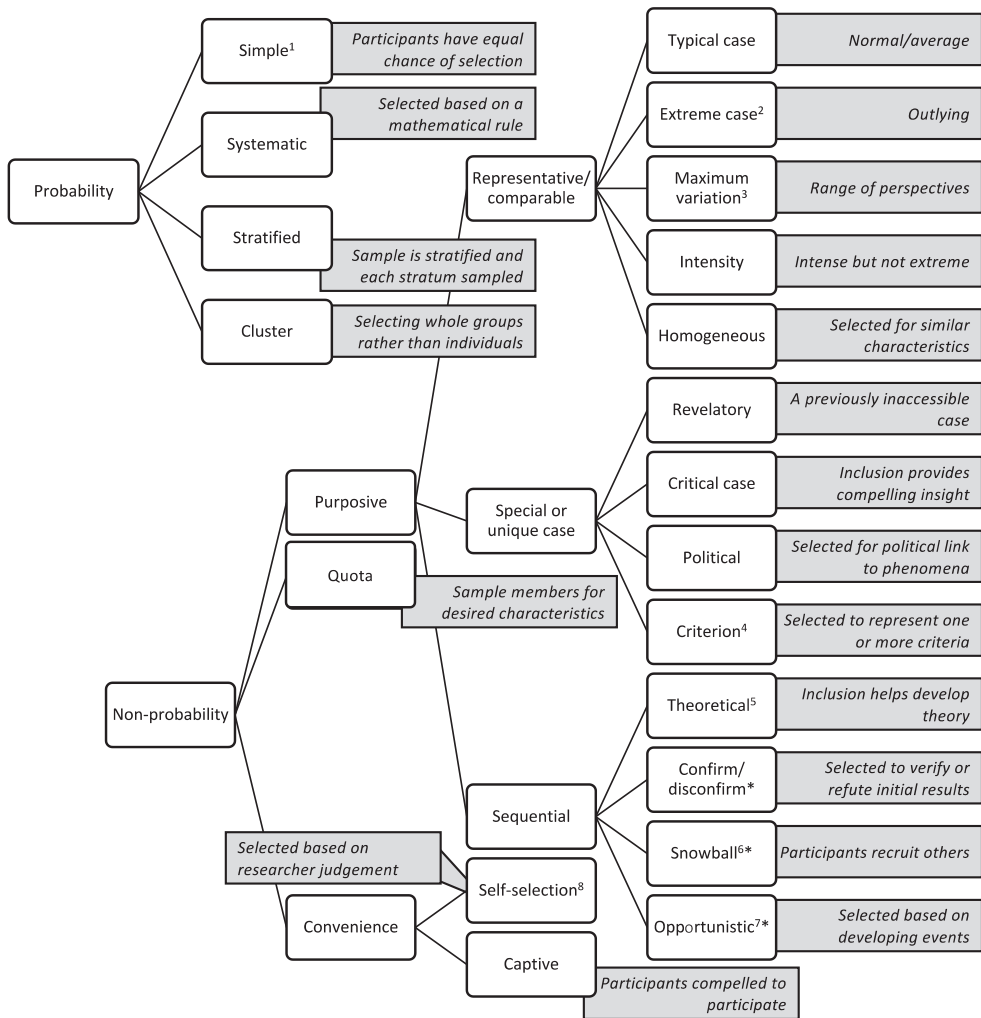 Probability
Simple¹
Participants have equal
chance of selection
Systematic
Selected based on a
mathematical rule
Stratified
Sample is stratified and
each stratum sampled
Cluster
Selecting whole groups
rather than individuals
Non-probability
Purposive
Representative/
comparable
Typical case
Normal/average
Extreme case²
Outlying
Maximum
variation³
Range of perspectives
Intensity
Intense but not extreme
Homogeneous
Selected for similar
characteristics
Special or
unique case
Revelatory
A previously inaccessible
case
Critical case
Inclusion provides
compelling insight
Political
Selected for political link
to phenomena
Criterion⁴
Selected to represent one
or more criteria
Sequential
Theoretical⁵
Inclusion helps develop
theory
Confirm/
disconfirm*
Selected to verify or
refute initial results
Snowball⁶*
Participants recruit others
Opportunistic⁷*
Selected based on
developing events
Quota
Sample members for
desired characteristics
Convenience
Self-selection⁸
Selected based on
researcher judgement
Captive
Participants compelled to
participate